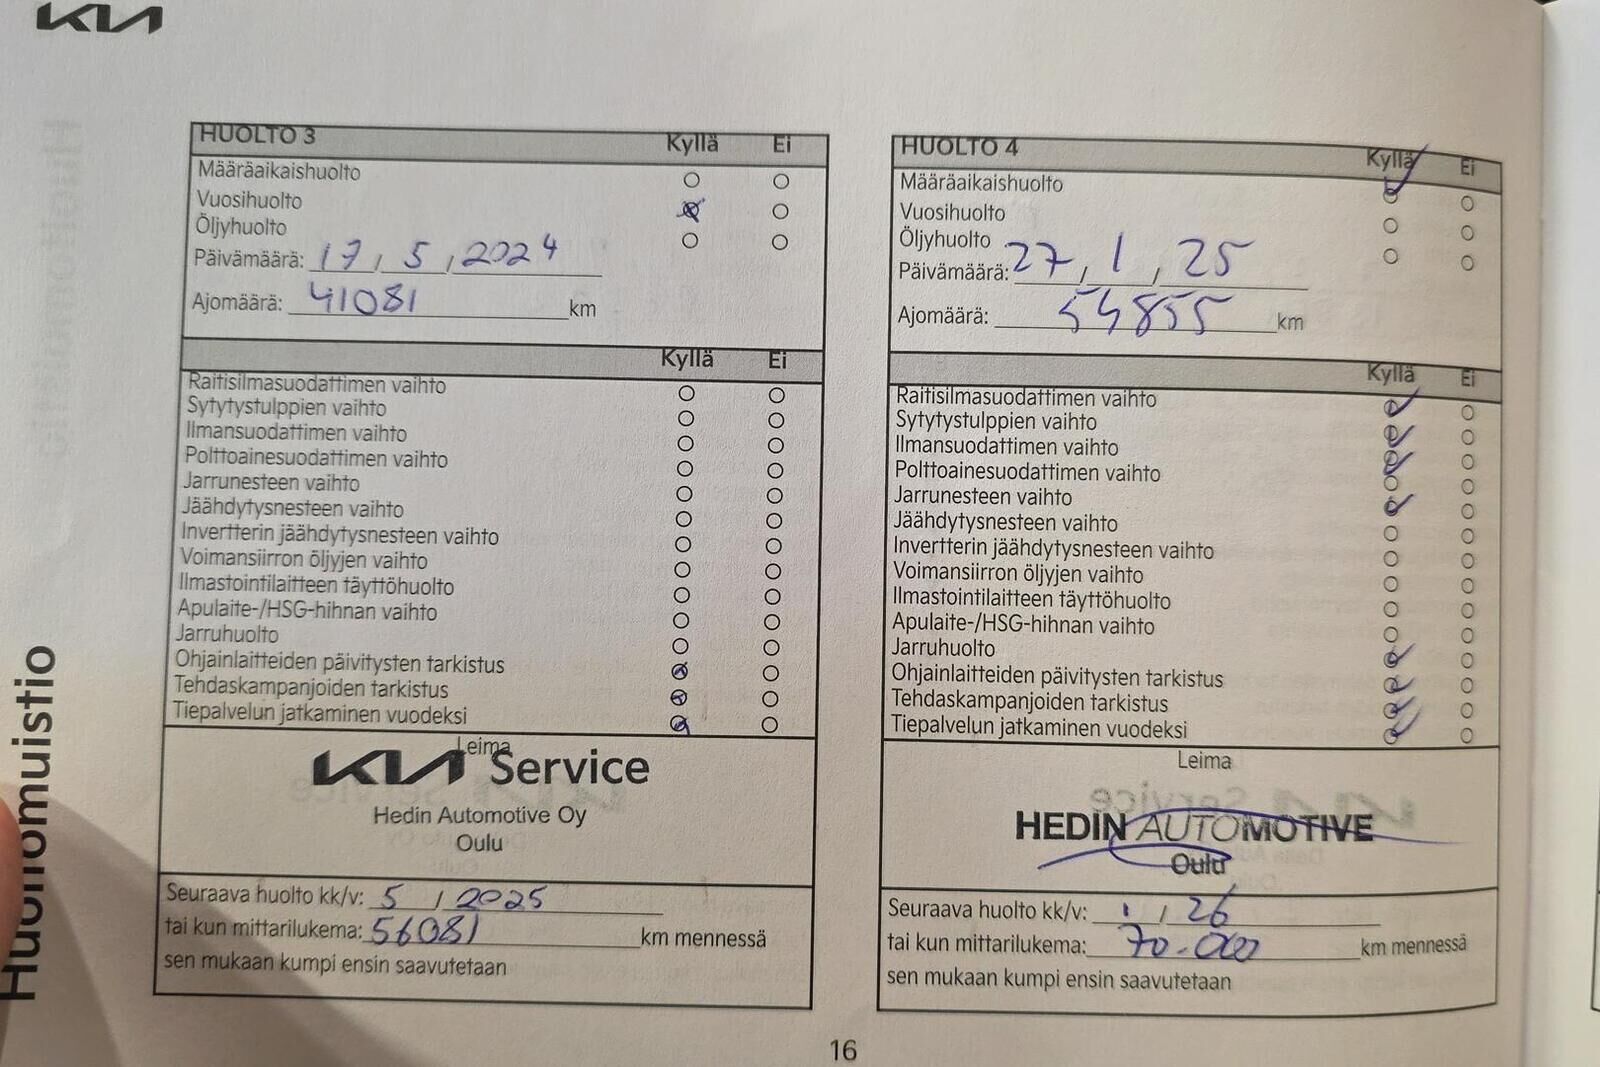 KIA
HUOLTO 3 Kyllä Ei
Määräaikaishuolto
Vuosihuolto
Öljyhuolto
Päivämäärä: 17, 5, 2024
Ajomäärä: 41081 km
Kyllä Ei
Raitisilmasuodattimen vaihto
Sytytystulppien vaihto
Ilmansuodattimen vaihto
Polttoainesuodattimen vaihto
Jarrunesteen vaihto
Jäähdytysnesteen vaihto
Invertterin jäähdytysnesteen vaihto
Voimansiirron öljyjen vaihto
Ilmastointilaitteen täyttöhuolto
Apulaite-/HSG-hihnan vaihto
Jarruhuolto
Ohjainlaitteiden päivitysten tarkistus
Tehdaskampanjoiden tarkistus
Tiepalvelun jatkaminen vuodeksi
Leima
KIA Service
Hedin Automotive Oy
Oulu
Seuraava huolto kk/v: 5 / 2025
tai kun mittarilukema: 56081 km mennessä
sen mukaan kumpi ensin saavutetaan
HUOLTO 4 Kyllä Ei
Määräaikaishuolto
Vuosihuolto
Öljyhuolto
Päivämäärä: 27, 1, 25
Ajomäärä: 54855 km
Kyllä Ei
Raitisilmasuodattimen vaihto
Sytytystulppien vaihto
Ilmansuodattimen vaihto
Polttoainesuodattimen vaihto
Jarrunesteen vaihto
Jäähdytysnesteen vaihto
Invertterin jäähdytysnesteen vaihto
Voimansiirron öljyjen vaihto
Ilmastointilaitteen täyttöhuolto
Apulaite-/HSG-hihnan vaihto
Jarruhuolto
Ohjainlaitteiden päivitysten tarkistus
Tehdaskampanjoiden tarkistus
Tiepalvelun jatkaminen vuodeksi
Leima
HEDIN AUTOMOTIVE
Oulu
Seuraava huolto kk/v: 1 / 26
tai kun mittarilukema: 70.000 km mennessä
sen mukaan kumpi ensin saavutetaan
Huoltomuistio
16